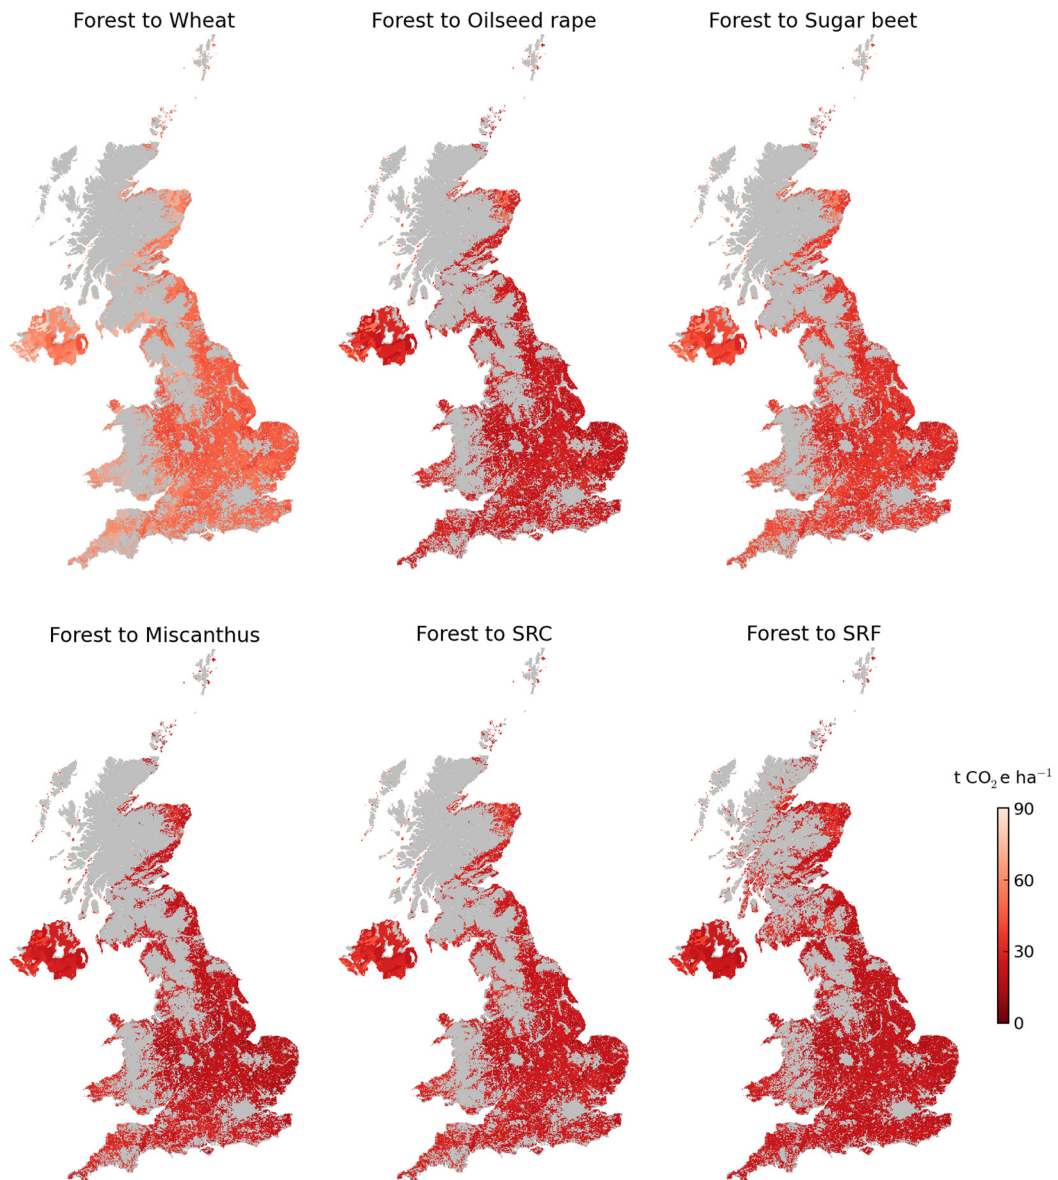 Forest to Wheat
Forest to Oilseed rape
Forest to Sugar beet
Forest to Miscanthus
Forest to SRC
Forest to SRF
t CO₂e ha⁻¹
90
60
30
0